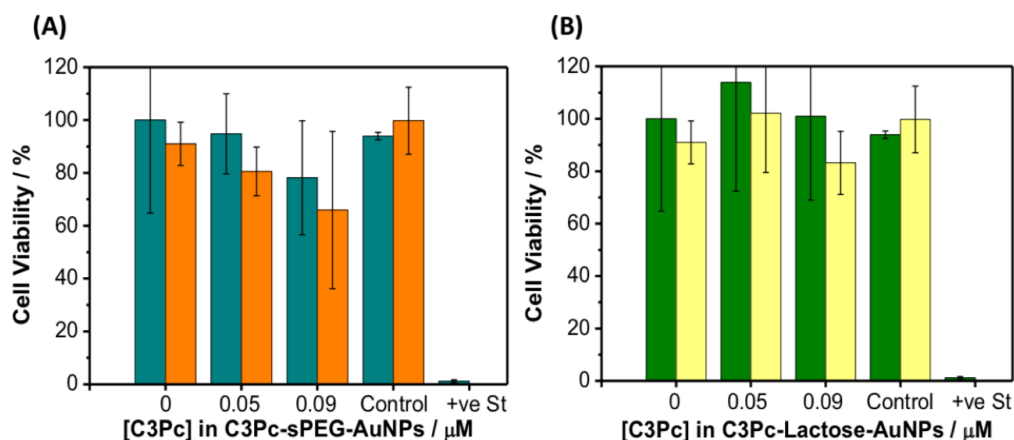 (A)
(B)
120
100
80
60
40
20
0
Cell Viability / %
0 0.05 0.09 Control +ve St
[C3Pc] in C3Pc-sPEG-AuNPs / μM
120
100
80
60
40
20
0
Cell Viability / %
0 0.05 0.09 Control +ve St
[C3Pc] in C3Pc-Lactose-AuNPs / μM